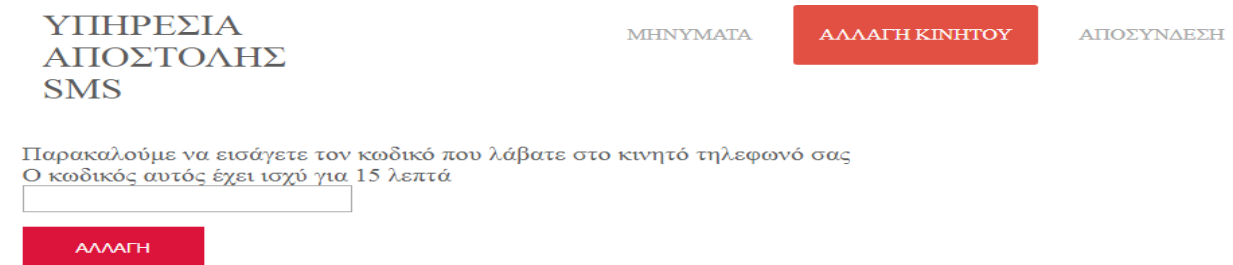 ΥΠΗΡΕΣΙΑ
ΑΠΟΣΤΟΛΗΣ
SMS
ΜΗΝΥΜΑΤΑ
ΑΛΛΑΓΗ ΚΙΝΗΤΟΥ
ΑΠΟΣΥΝΔΕΣΗ
Παρακαλούμε να εισάγετε τον κωδικό που λάβατε στο κινητό τηλεφωνό σας
Ο κωδικός αυτός έχει ισχύ για 15 λεπτά
ΑΛΛΑΓΗ